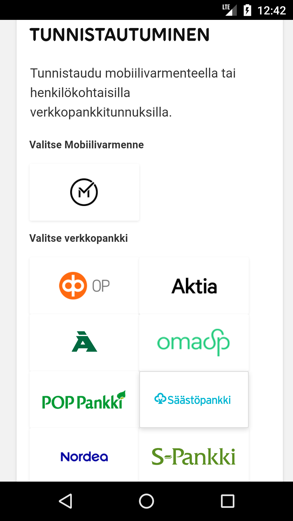 LTE 12:42
TUNNISTAUTUMINEN
Tunnistaudu mobiilivarmenteella tai
henkilökohtaisilla
verkkopankkitunnuksilla.
Valitse Mobiilivarmenne
Valitse verkkopankki
OP Aktia
omasp
POP Pankki Säästöpankki
Nordea S-Pankki